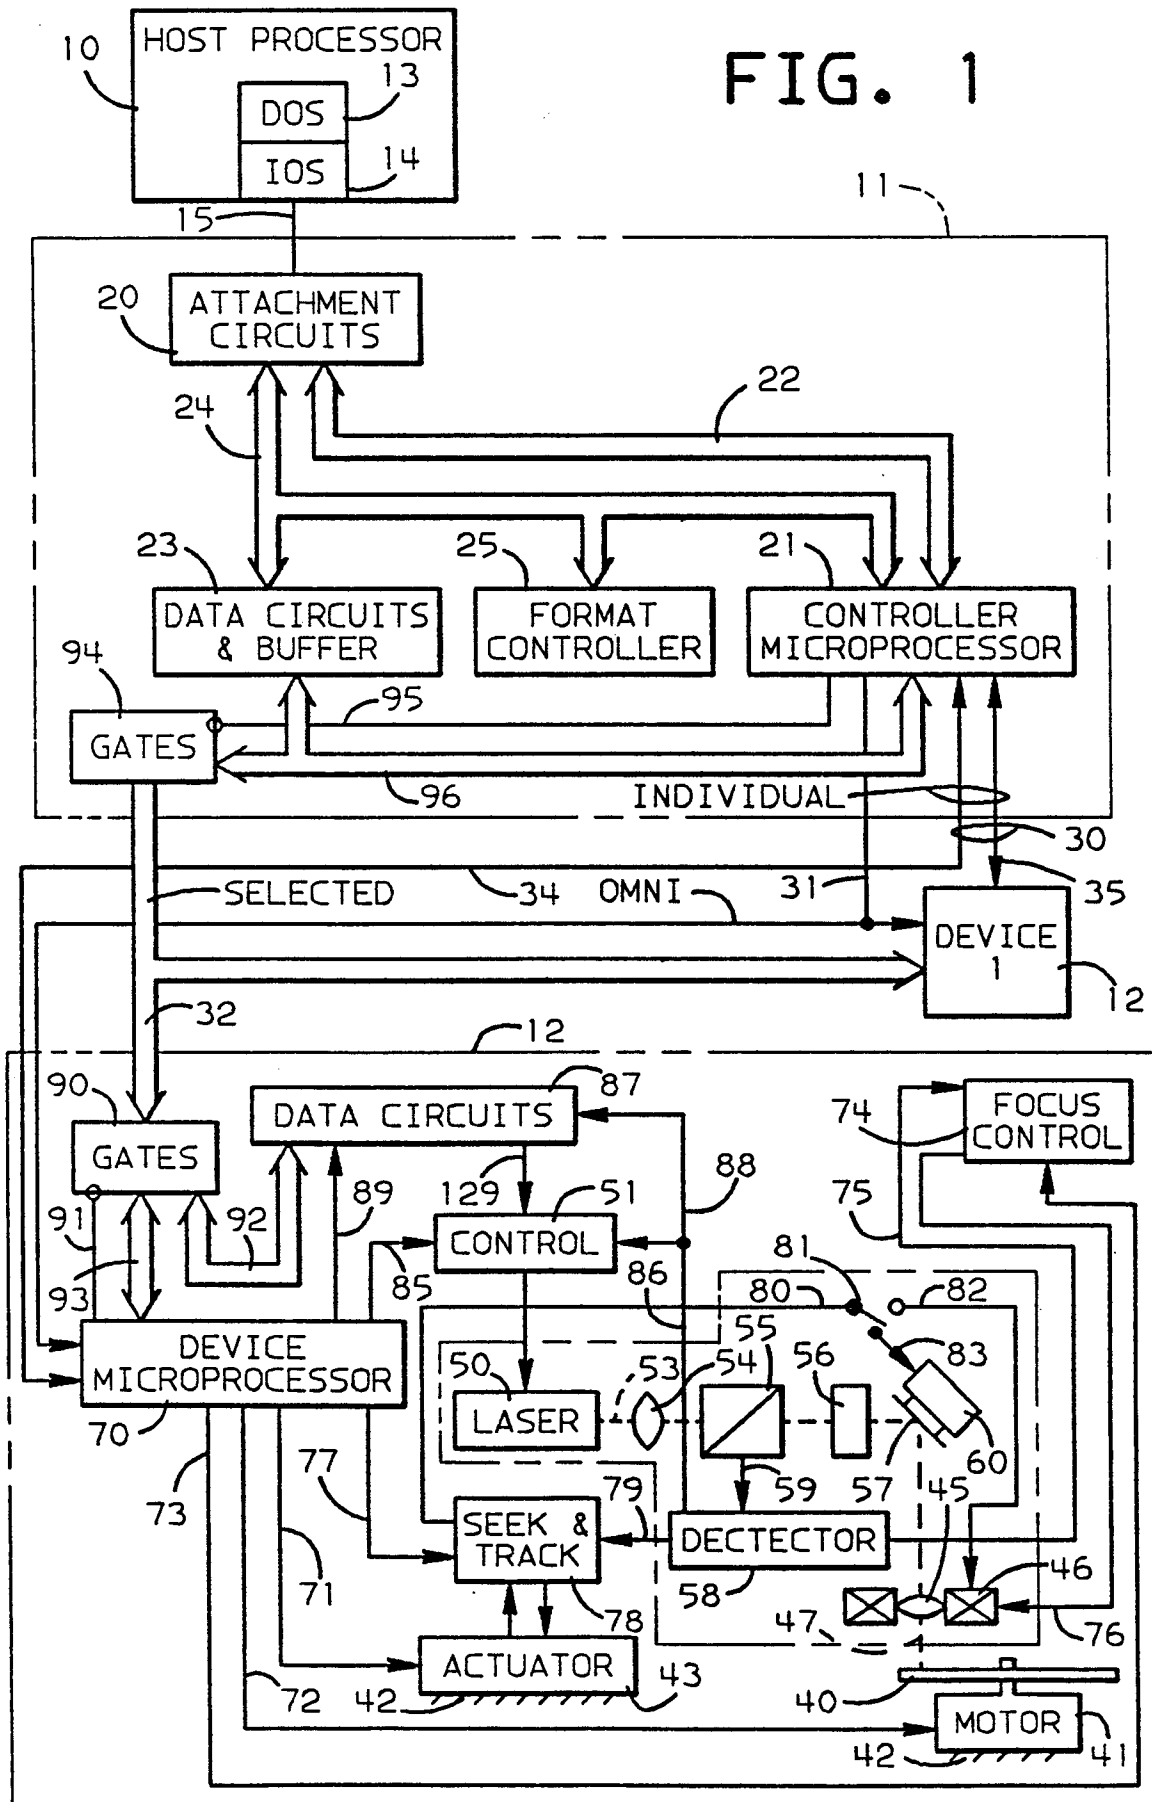 HOST PROCESSOR
10
FIG. 1
13
DOS
14
IOS
11
15
20
ATTACHMENT
CIRCUITS
22
24
23
25
21
DATA CIRCUITS
& BUFFER
FORMAT
CONTROLLER
CONTROLLER
MICROPROCESSOR
94
95
GATES
96
INDIVIDUAL
30
SELECTED
34
OMNI
31
35
DEVICE
1
32
12
12
90
87
DATA CIRCUITS
74
FOCUS
CONTROL
GATES
129
51
88
89
91
92
75
CONTROL
85
93
81
86
80
82
DEVICE
MICROPROCESSOR
50
53
54
55
56
83
LASER
70
60
73
77
59
57
45
79
SEEK &
TRACK
DECTECTOR
71
58
46
78
47
76
ACTUATOR
72
42
43
40
MOTOR
42
41